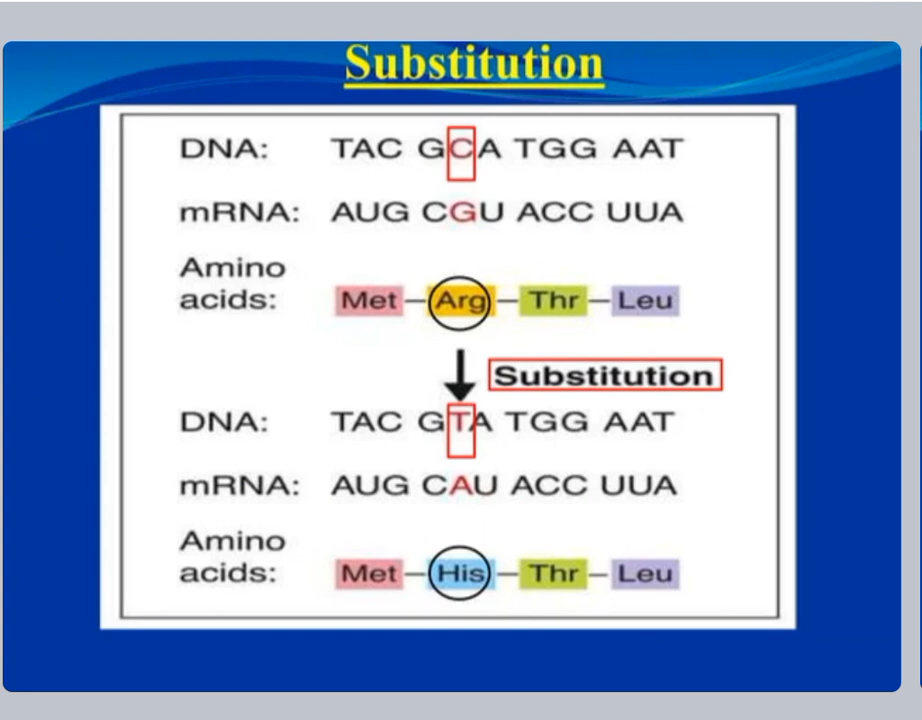 Substitution
DNA: TAC GCA TGG AAT
mRNA: AUG CGU ACC UUA
Amino
acids: Met – Arg – Thr – Leu
Substitution
DNA: TAC GTA TGG AAT
mRNA: AUG CAU ACC UUA
Amino
acids: Met – His – Thr – Leu